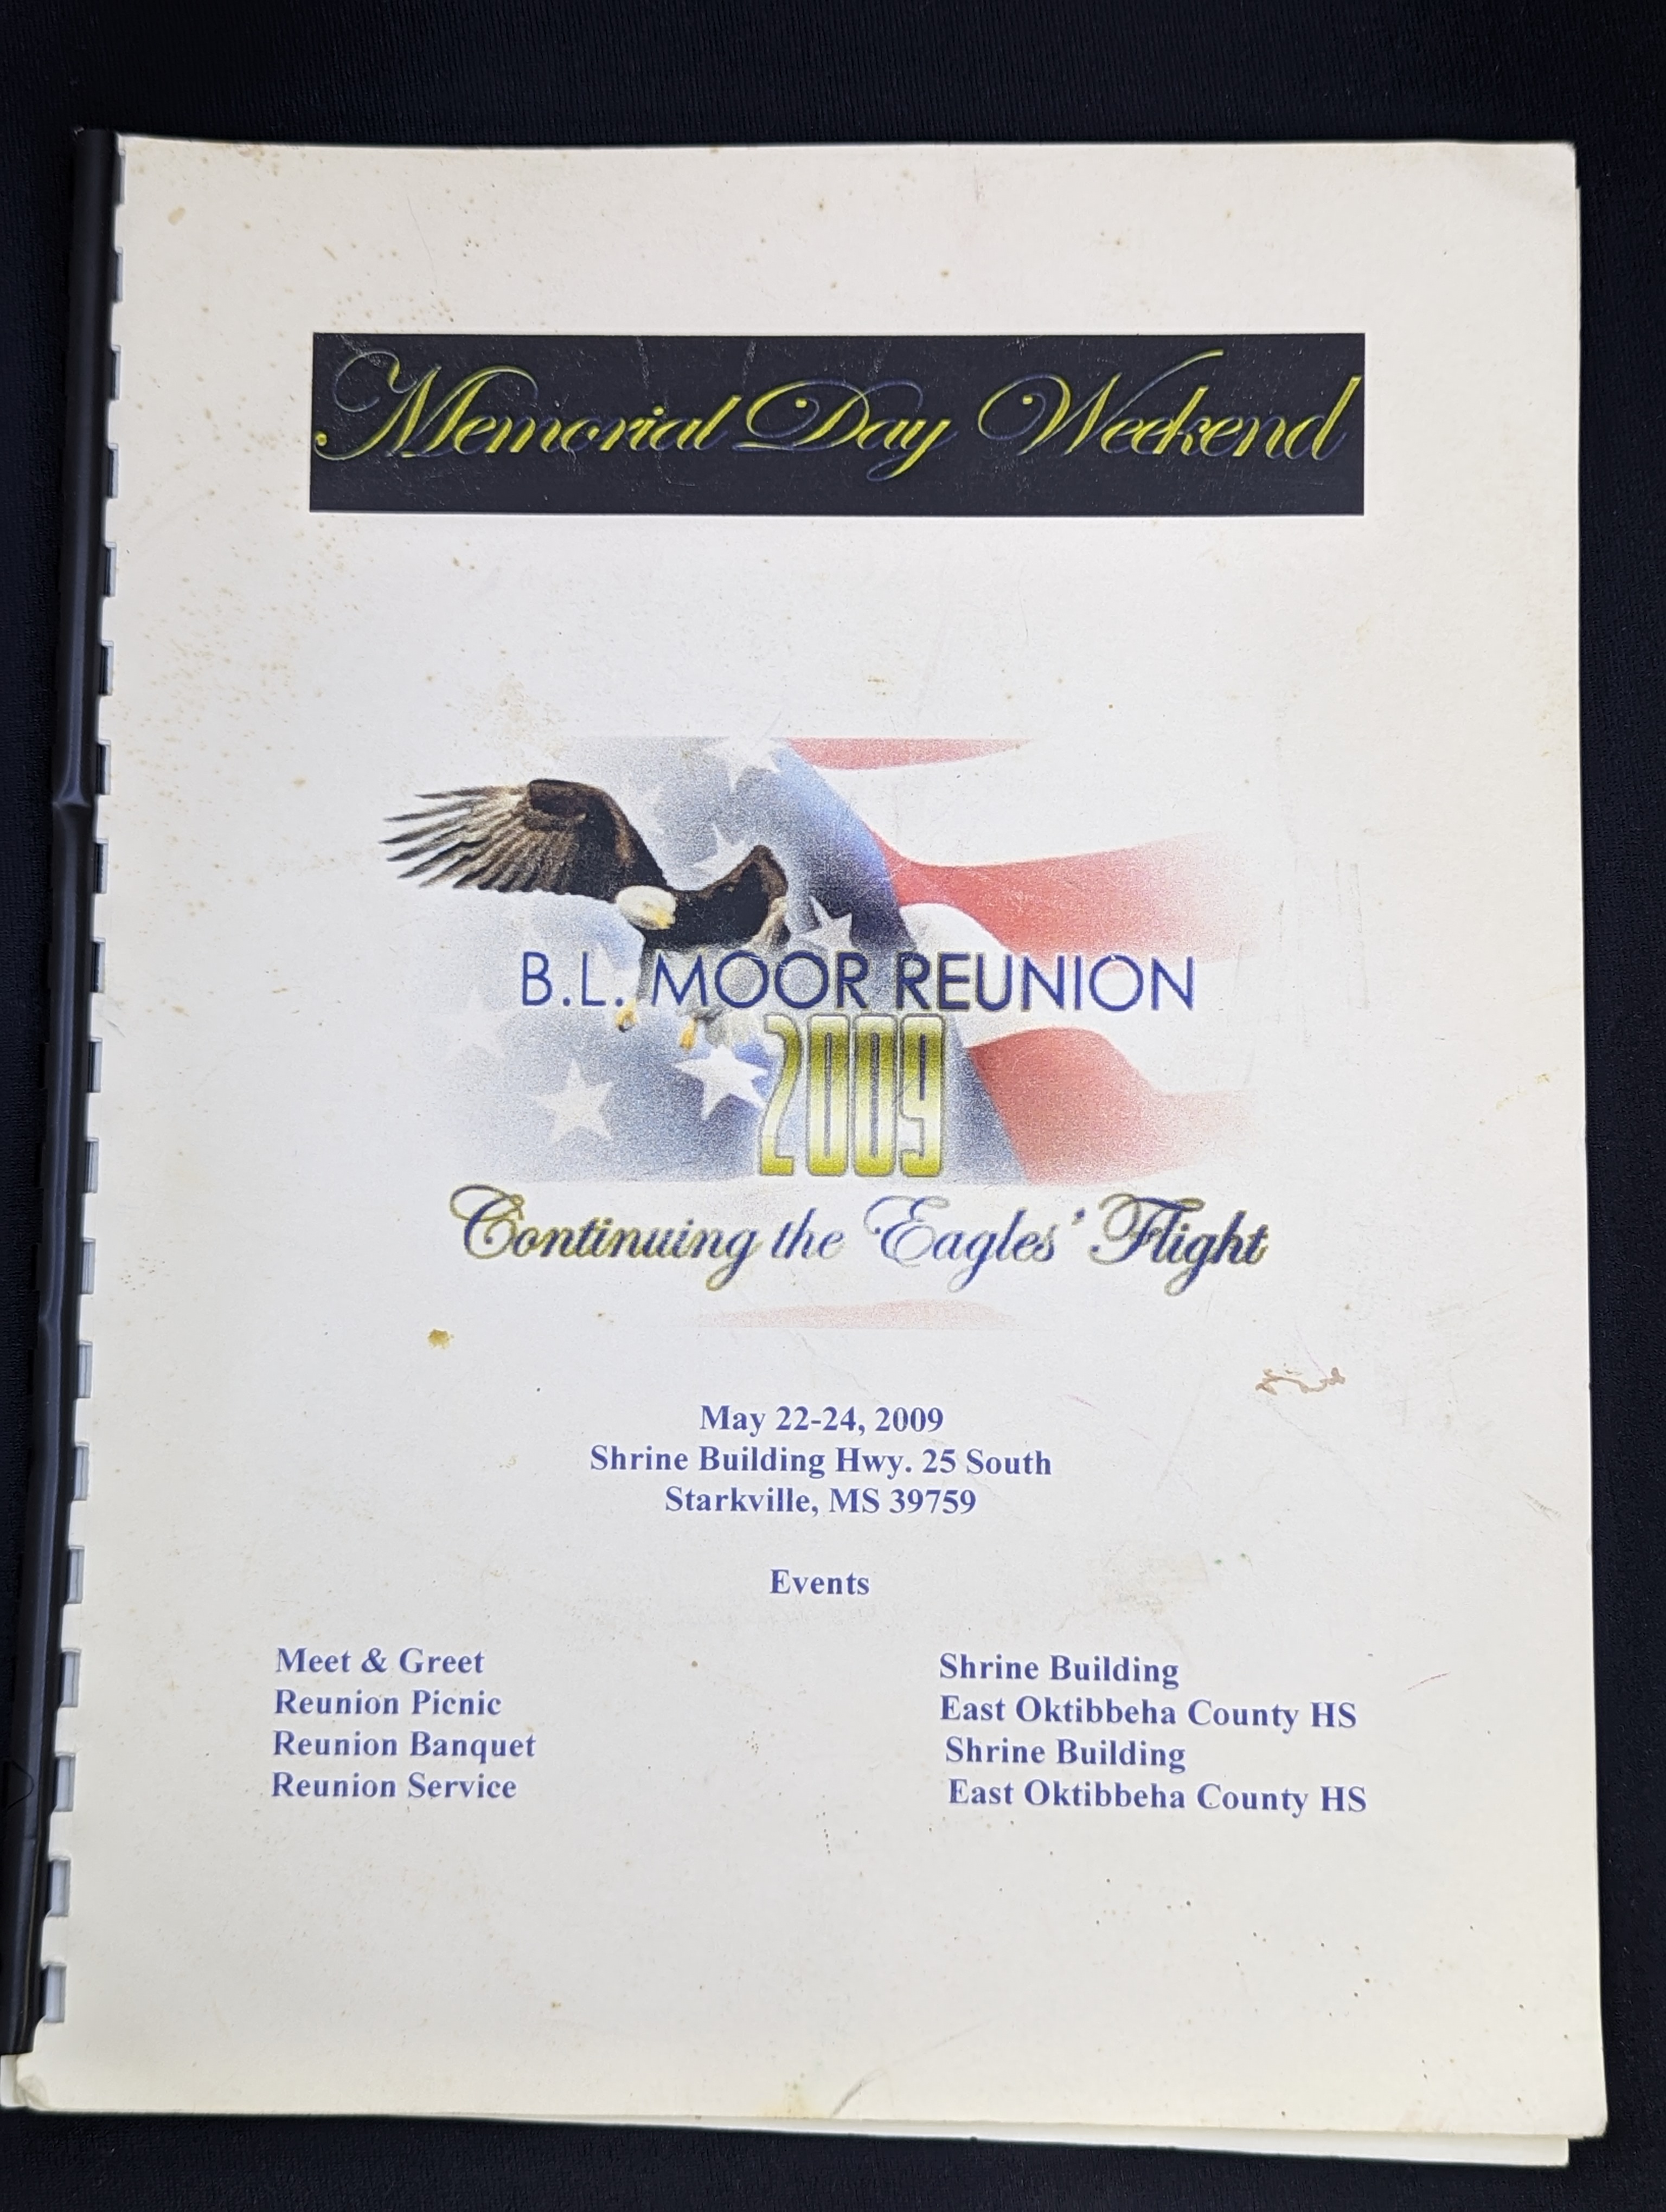 Memorial Day Weekend
B.L. MOOR REUNION
2009
Continuing the Eagles' Flight
May 22-24, 2009
Shrine Building Hwy. 25 South
Starkville, MS 39759
Events
Meet & Greet Shrine Building
Reunion Picnic East Oktibbeha County HS
Reunion Banquet Shrine Building
Reunion Service East Oktibbeha County HS